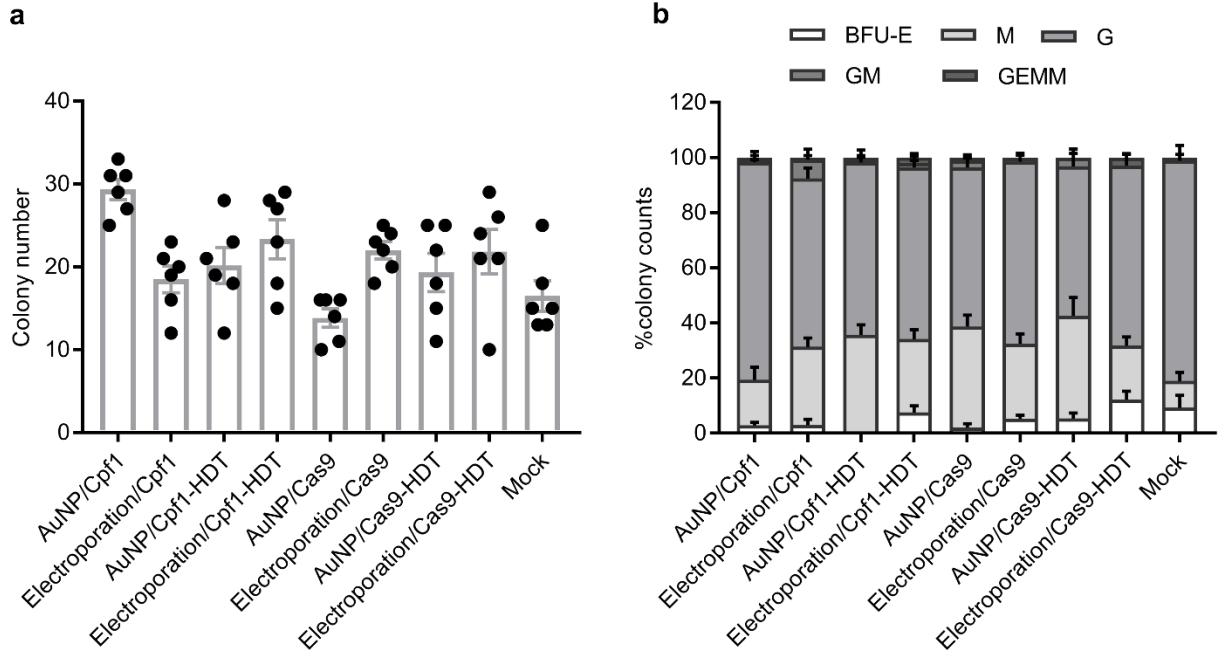 a
Colony number
40
30
20
10
0
AuNP/Cpf1
Electroporation/Cpf1
AuNP/Cpf1-HDT
Electroporation/Cpf1-HDT
AuNP/Cas9
Electroporation/Cas9
AuNP/Cas9-HDT
Electroporation/Cas9-HDT
Mock
b
BFU-E M G
GM GEMM
%colony counts
120
100
80
60
40
20
0
AuNP/Cpf1
Electroporation/Cpf1
AuNP/Cpf1-HDT
Electroporation/Cpf1-HDT
AuNP/Cas9
Electroporation/Cas9
AuNP/Cas9-HDT
Electroporation/Cas9-HDT
Mock